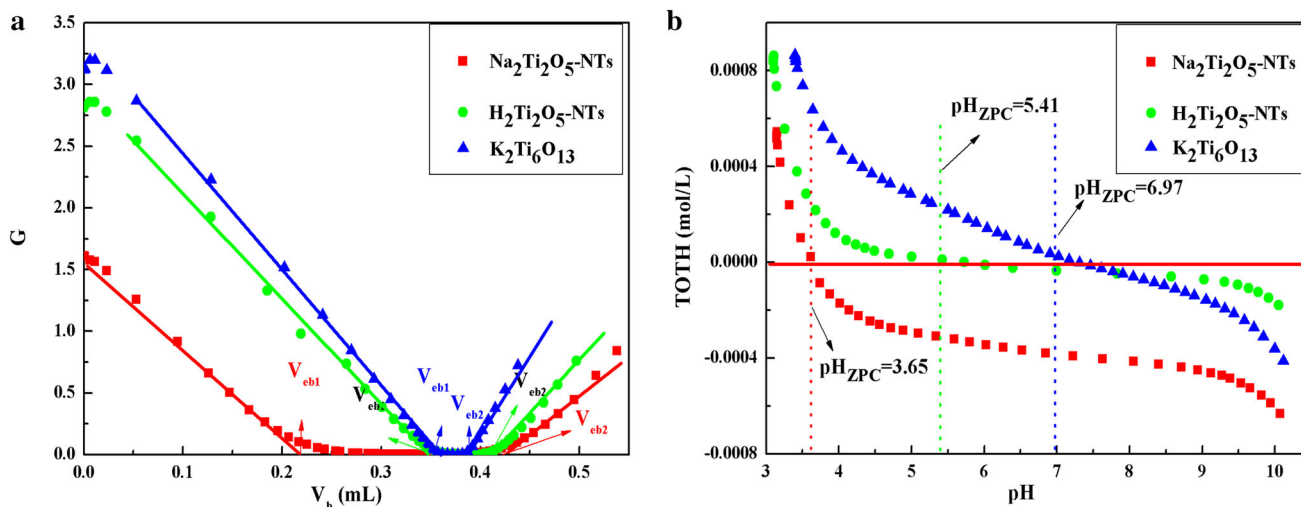 a
3.5
3.0
2.5
2.0
1.5
1.0
0.5
0.0
G
Na₂Ti₂O₅-NTs
H₂Ti₂O₅-NTs
K₂Ti₆O₁₃
V_eb1
V_eb1
V_eb1
V_eb2
V_eb2
V_eb2
0.0 0.1 0.2 0.3 0.4 0.5
V_b (mL)
b
0.0008
0.0004
0.0000
-0.0004
-0.0008
TOTH (mol/L)
Na₂Ti₂O₅-NTs
H₂Ti₂O₅-NTs
K₂Ti₆O₁₃
pH_ZPC=5.41
pH_ZPC=6.97
pH_ZPC=3.65
3 4 5 6 7 8 9 10
pH